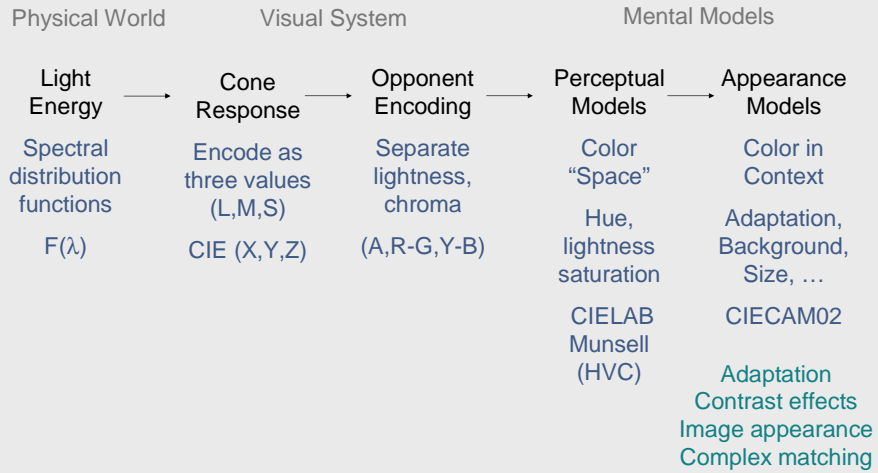 Physical World
Visual System
Mental Models
Light
Energy
Cone
Response
Opponent
Encoding
Perceptual
Models
Appearance
Models
Spectral
distribution
functions
F(λ)
Encode as
three values
(L,M,S)
CIE (X,Y,Z)
Separate
lightness,
chroma
(A,R-G,Y-B)
Color
“Space”
Hue,
lightness
saturation
CIELAB
Munsell
(HVC)
Color in
Context
Adaptation,
Background,
Size, …
CIECAM02
Adaptation
Contrast effects
Image appearance
Complex matching